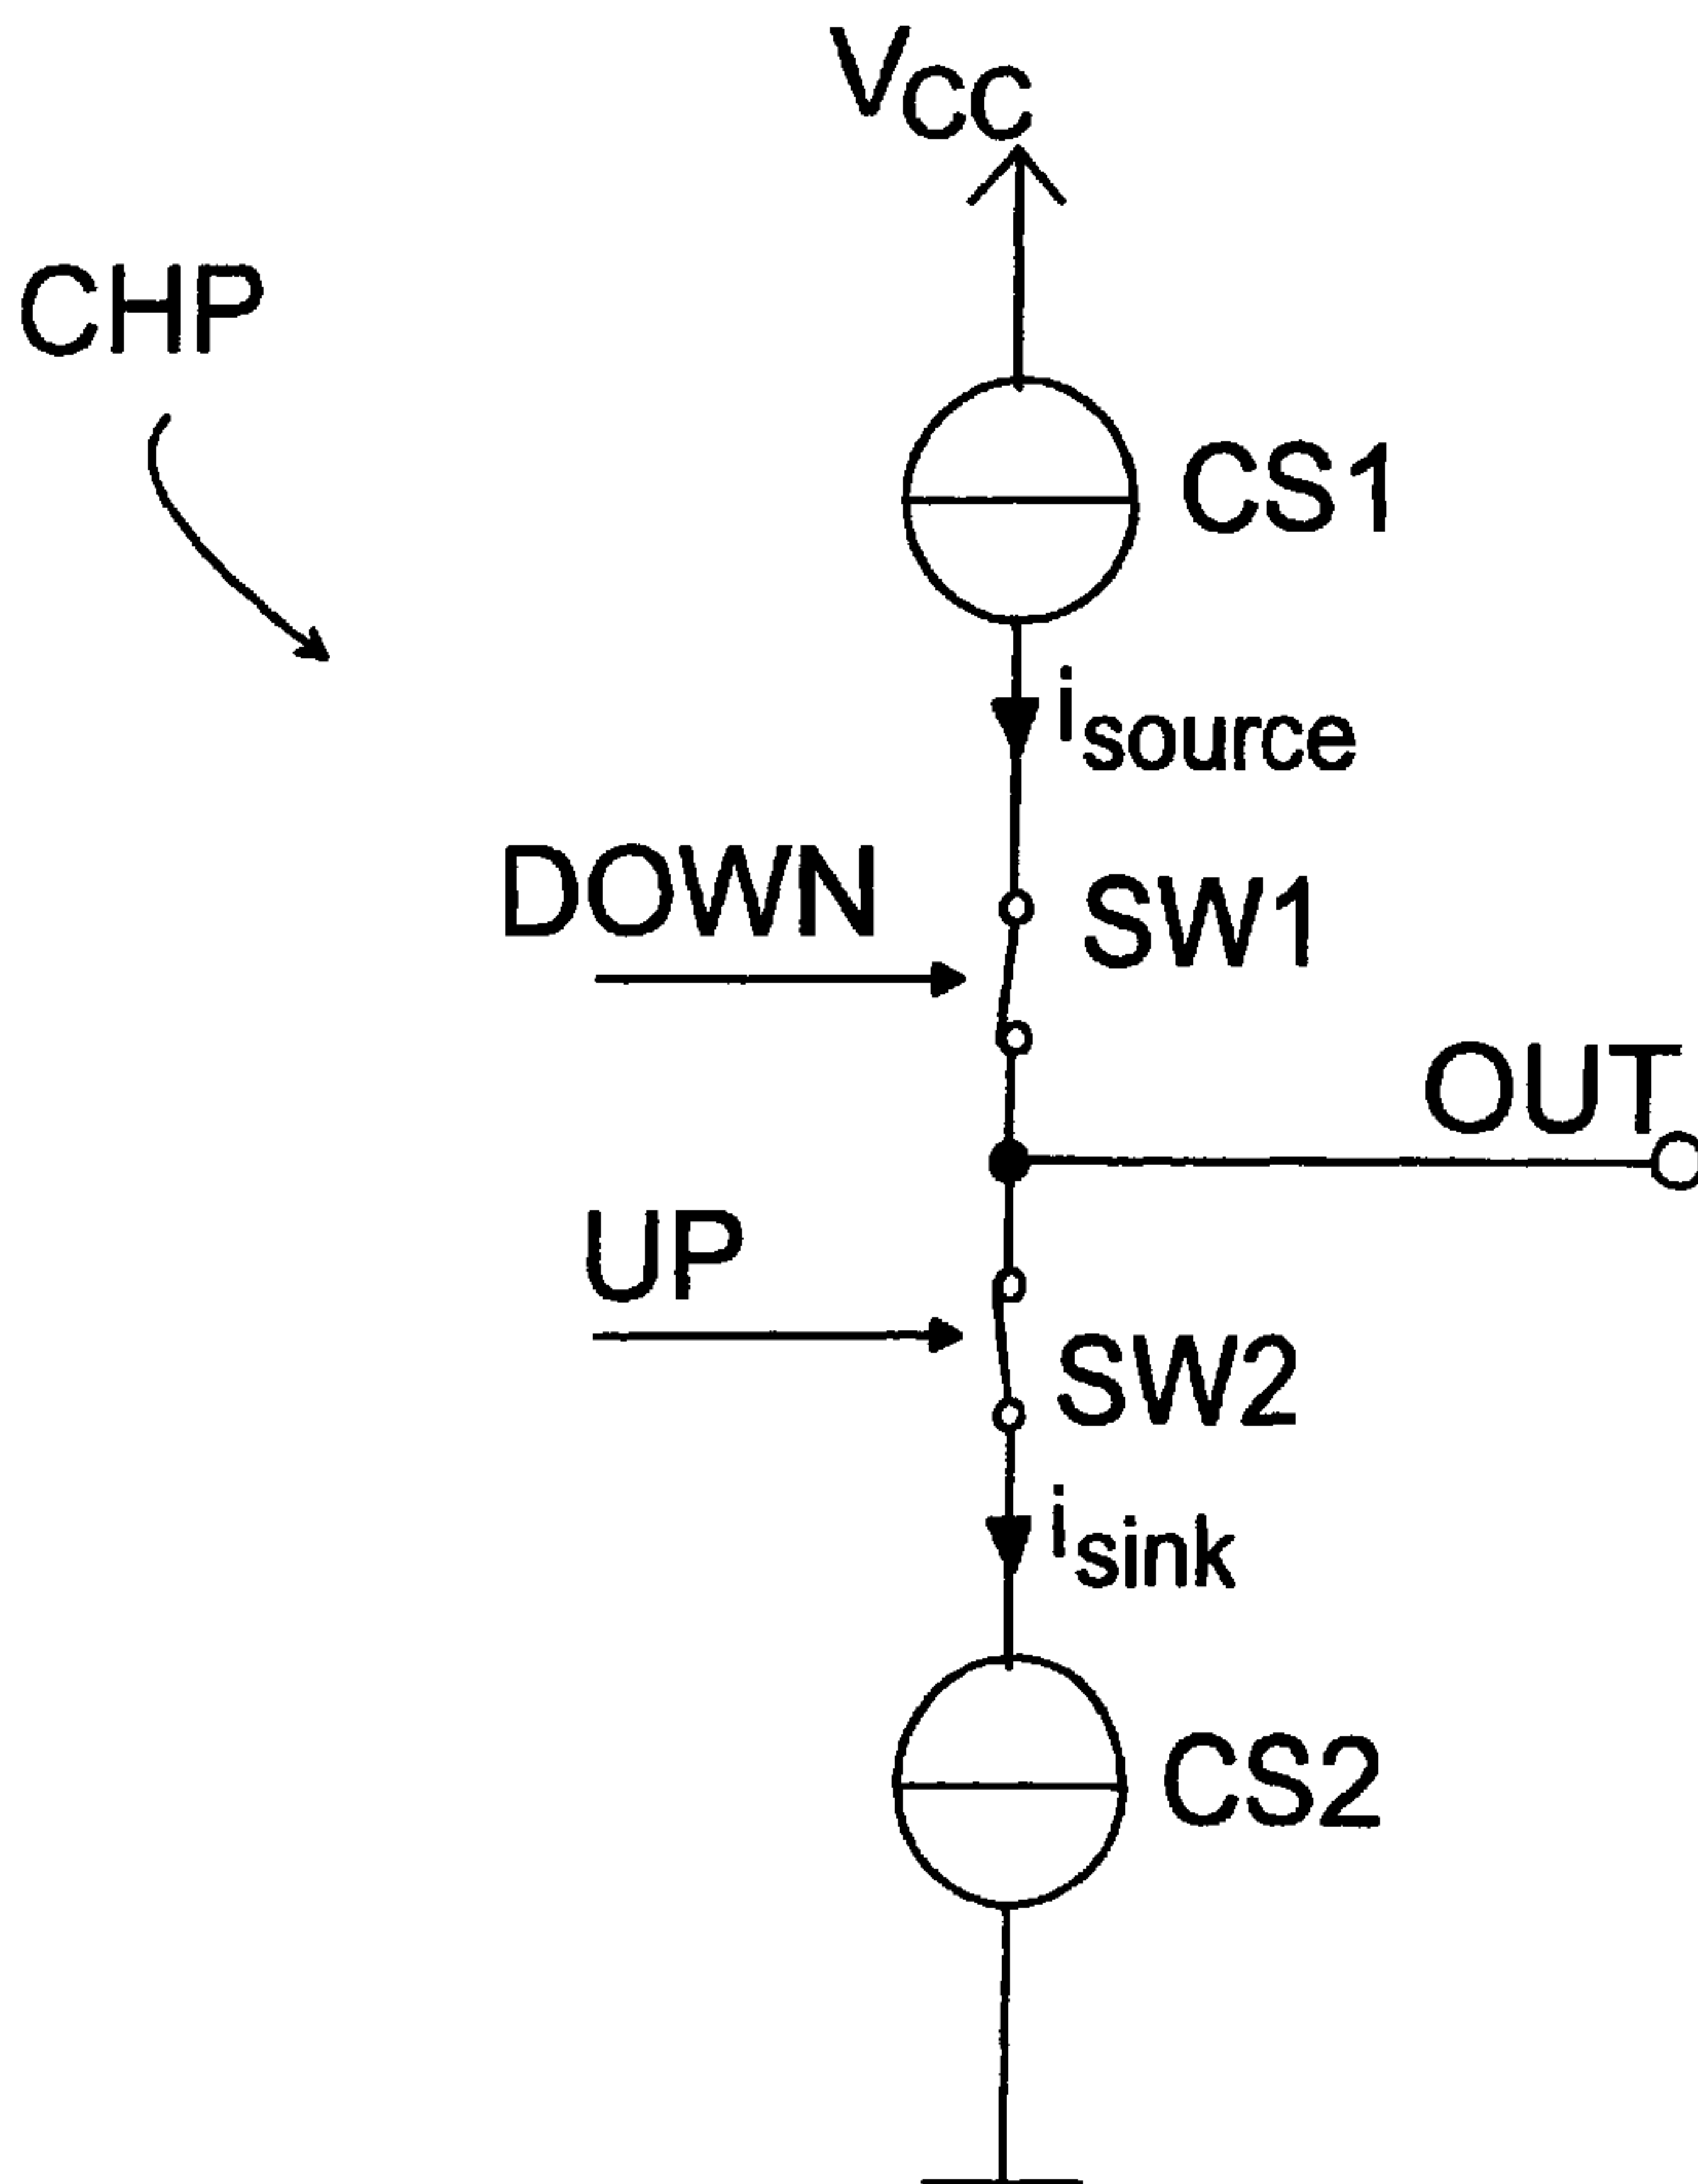 VCC
CHP
CS1
isource
DOWN
SW1
OUT
UP
SW2
isink
CS2